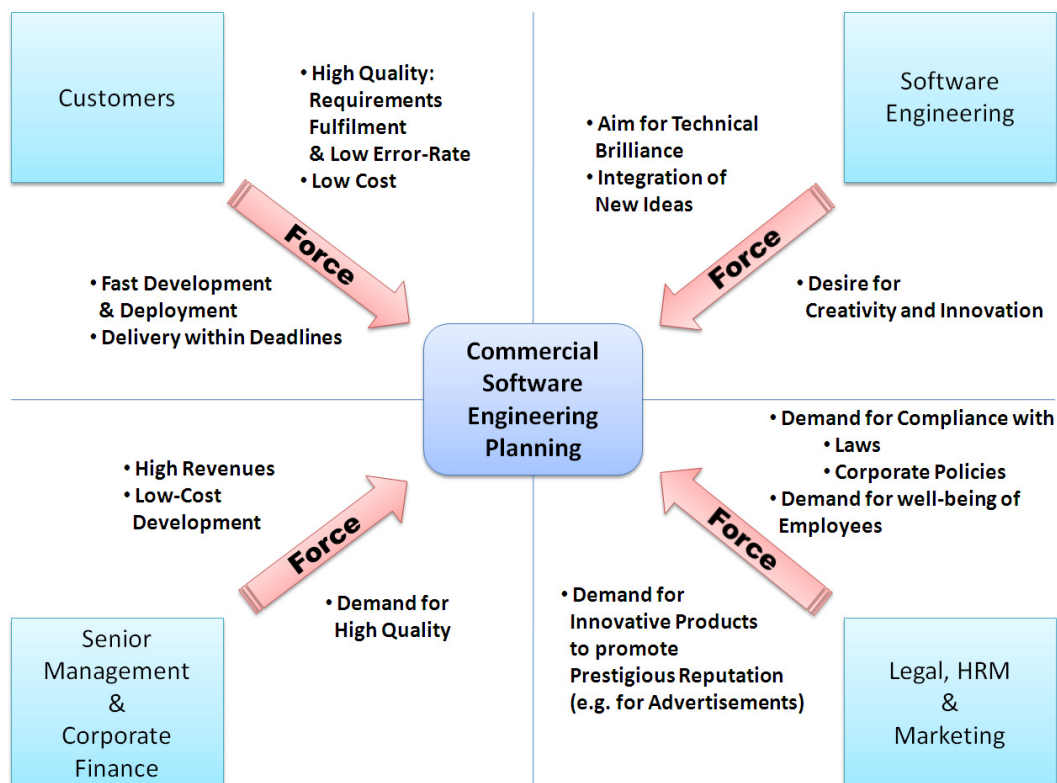 Customers
• High Quality:
Requirements
Fulfilment
& Low Error-Rate
• Low Cost
Force
• Fast Development
& Deployment
• Delivery within Deadlines
Software
Engineering
• Aim for Technical
Brilliance
• Integration of
New Ideas
Force
• Desire for
Creativity and Innovation
Commercial
Software
Engineering
Planning
• High Revenues
• Low-Cost
Development
Force
• Demand for
High Quality
Senior
Management
&
Corporate
Finance
• Demand for Compliance with
• Laws
• Corporate Policies
• Demand for well-being of
Employees
Force
• Demand for
Innovative Products
to promote
Prestigious Reputation
(e.g. for Advertisements)
Legal, HRM
&
Marketing